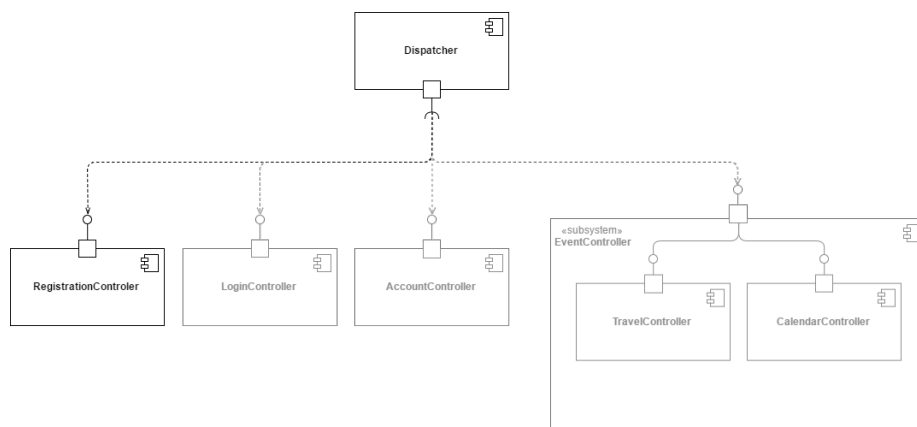 Dispatcher
«subsystem»
EventController
RegistrationControler
LoginController
AccountController
TravelController
CalendarController